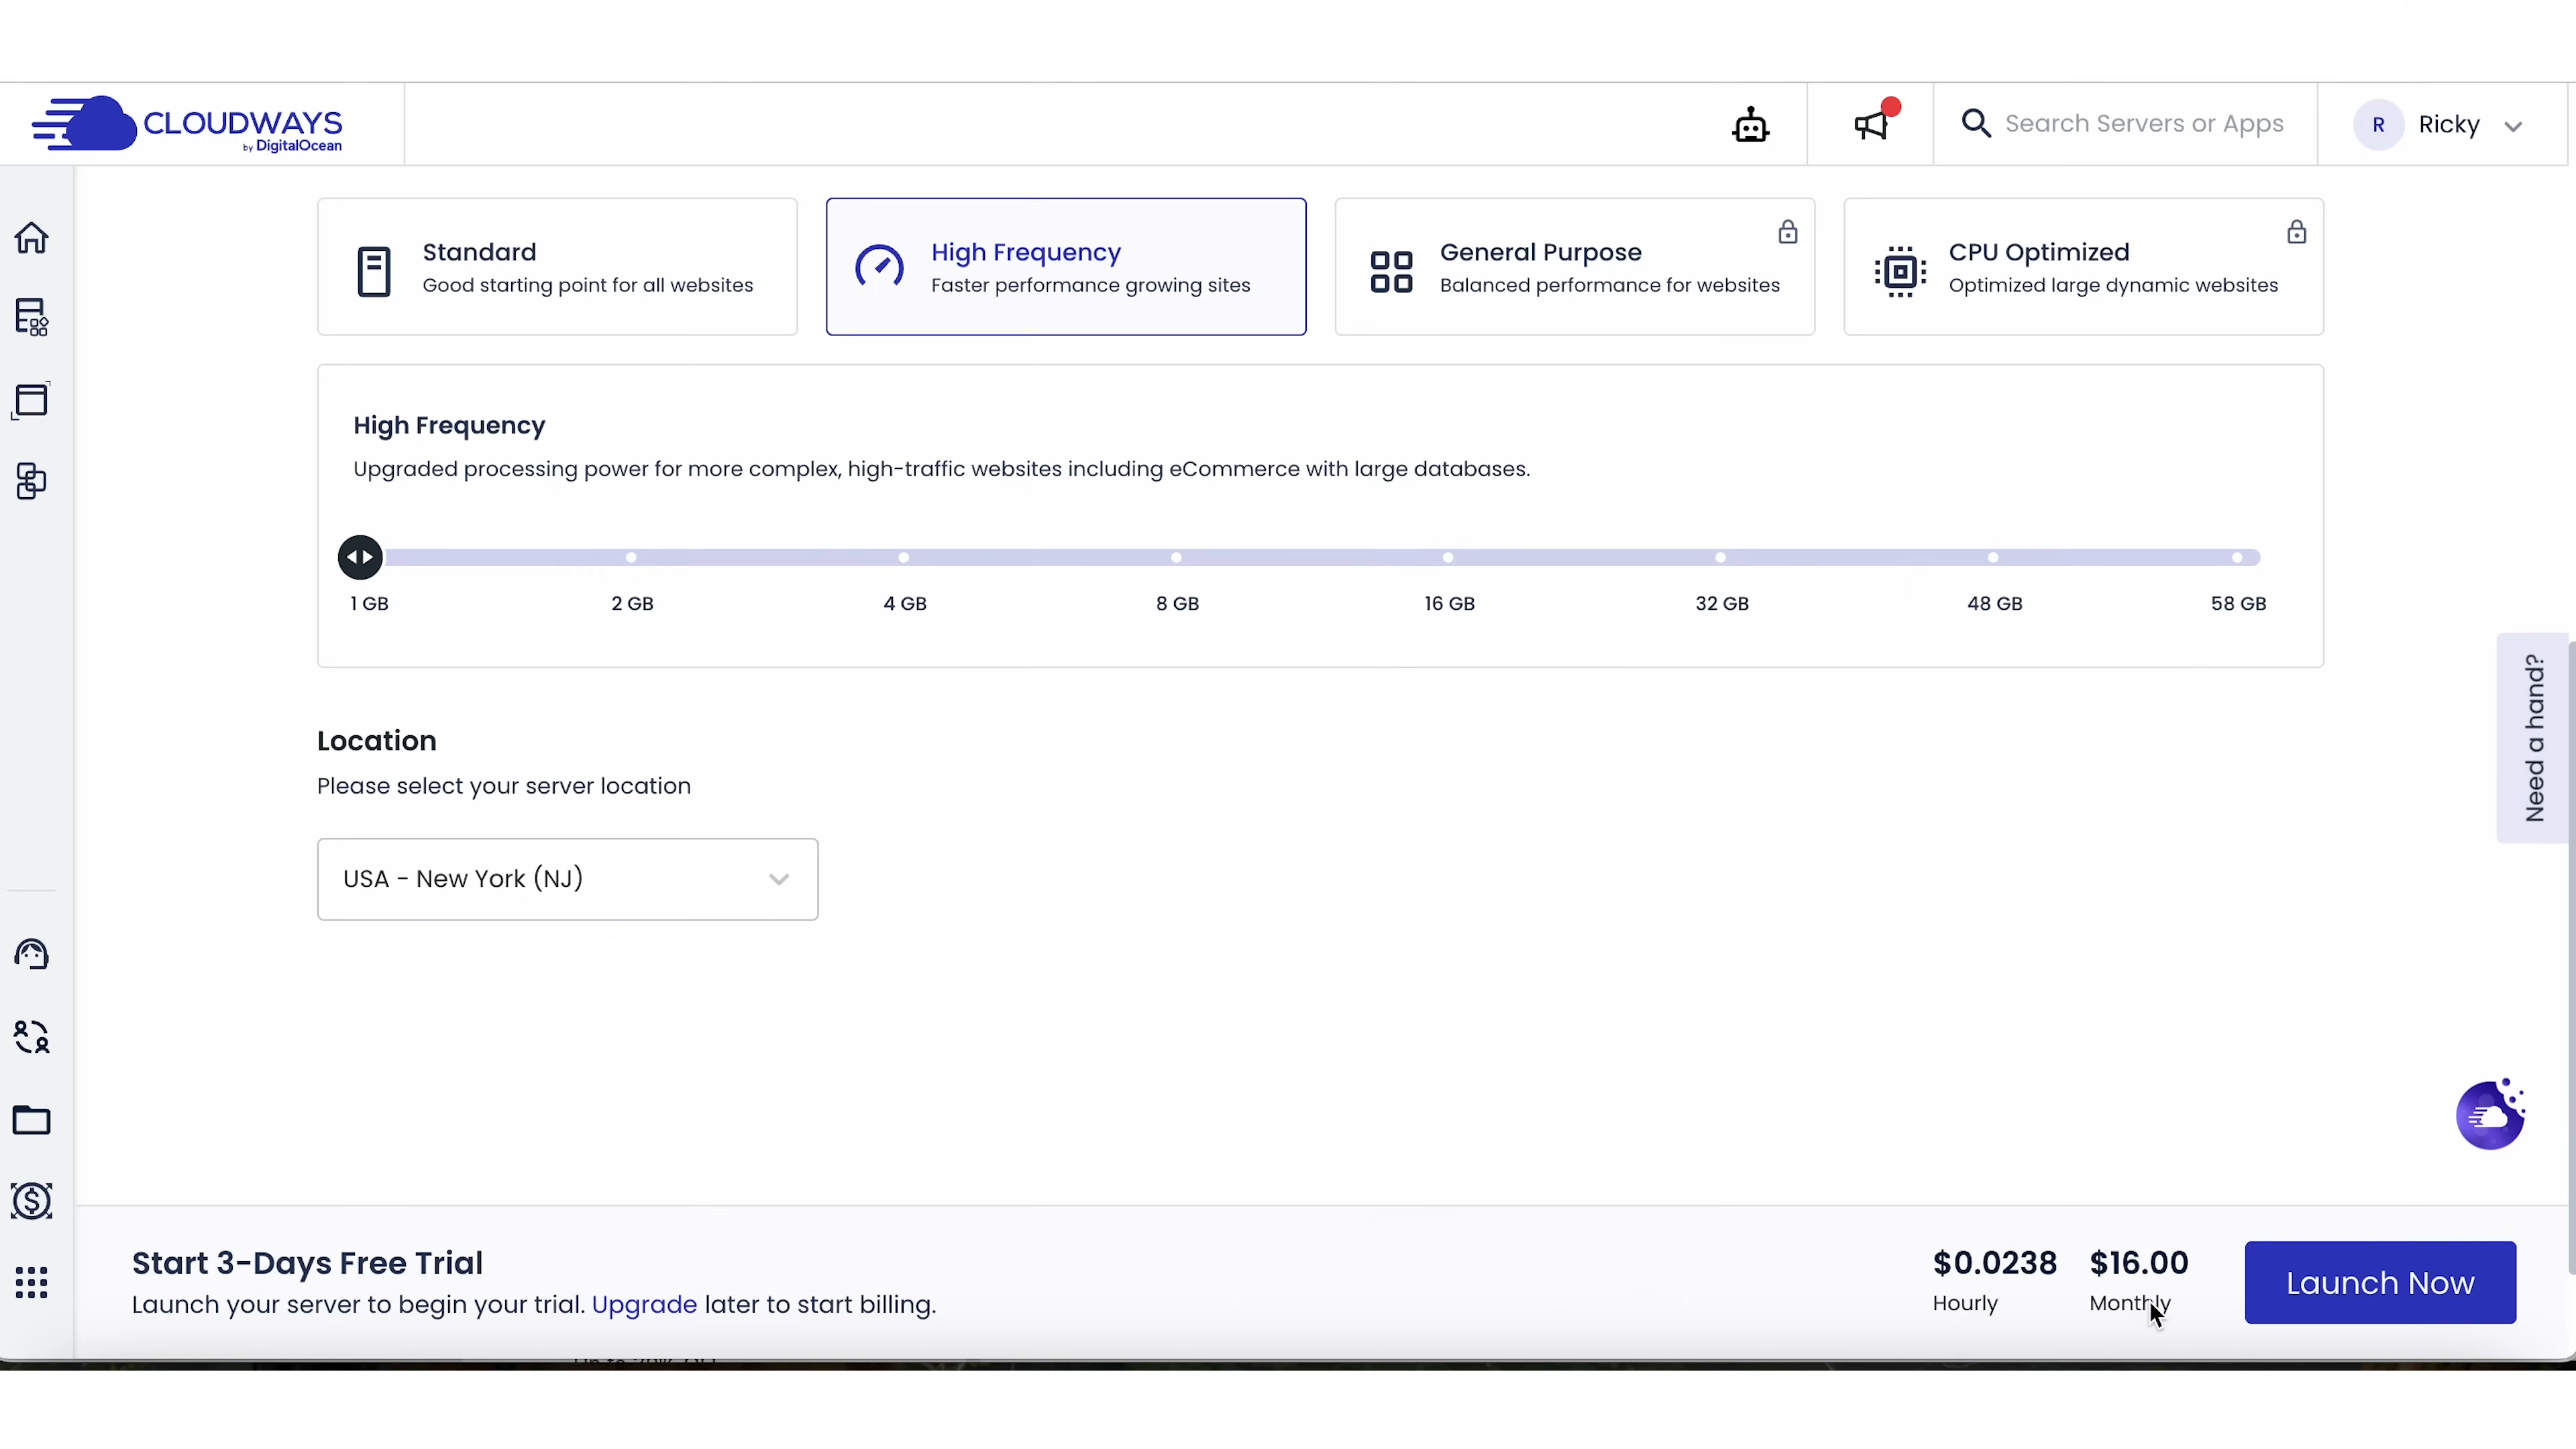 CLOUDWAYS
by DigitalOcean
Search Servers or Apps
R
Ricky
Standard
Good starting point for all websites
High Frequency
Faster performance growing sites
General Purpose
Balanced performance for websites
CPU Optimized
Optimized large dynamic websites
High Frequency
Upgraded processing power for more complex, high-traffic websites including eCommerce with large databases.
1 GB
2 GB
4 GB
8 GB
16 GB
32 GB
48 GB
58 GB
Need a hand?
Location
Please select your server location
USA - New York (NJ)
Start 3-Days Free Trial
Launch your server to begin your trial. Upgrade later to start billing.
$0.0238
Hourly
$16.00
Monthly
Launch Now